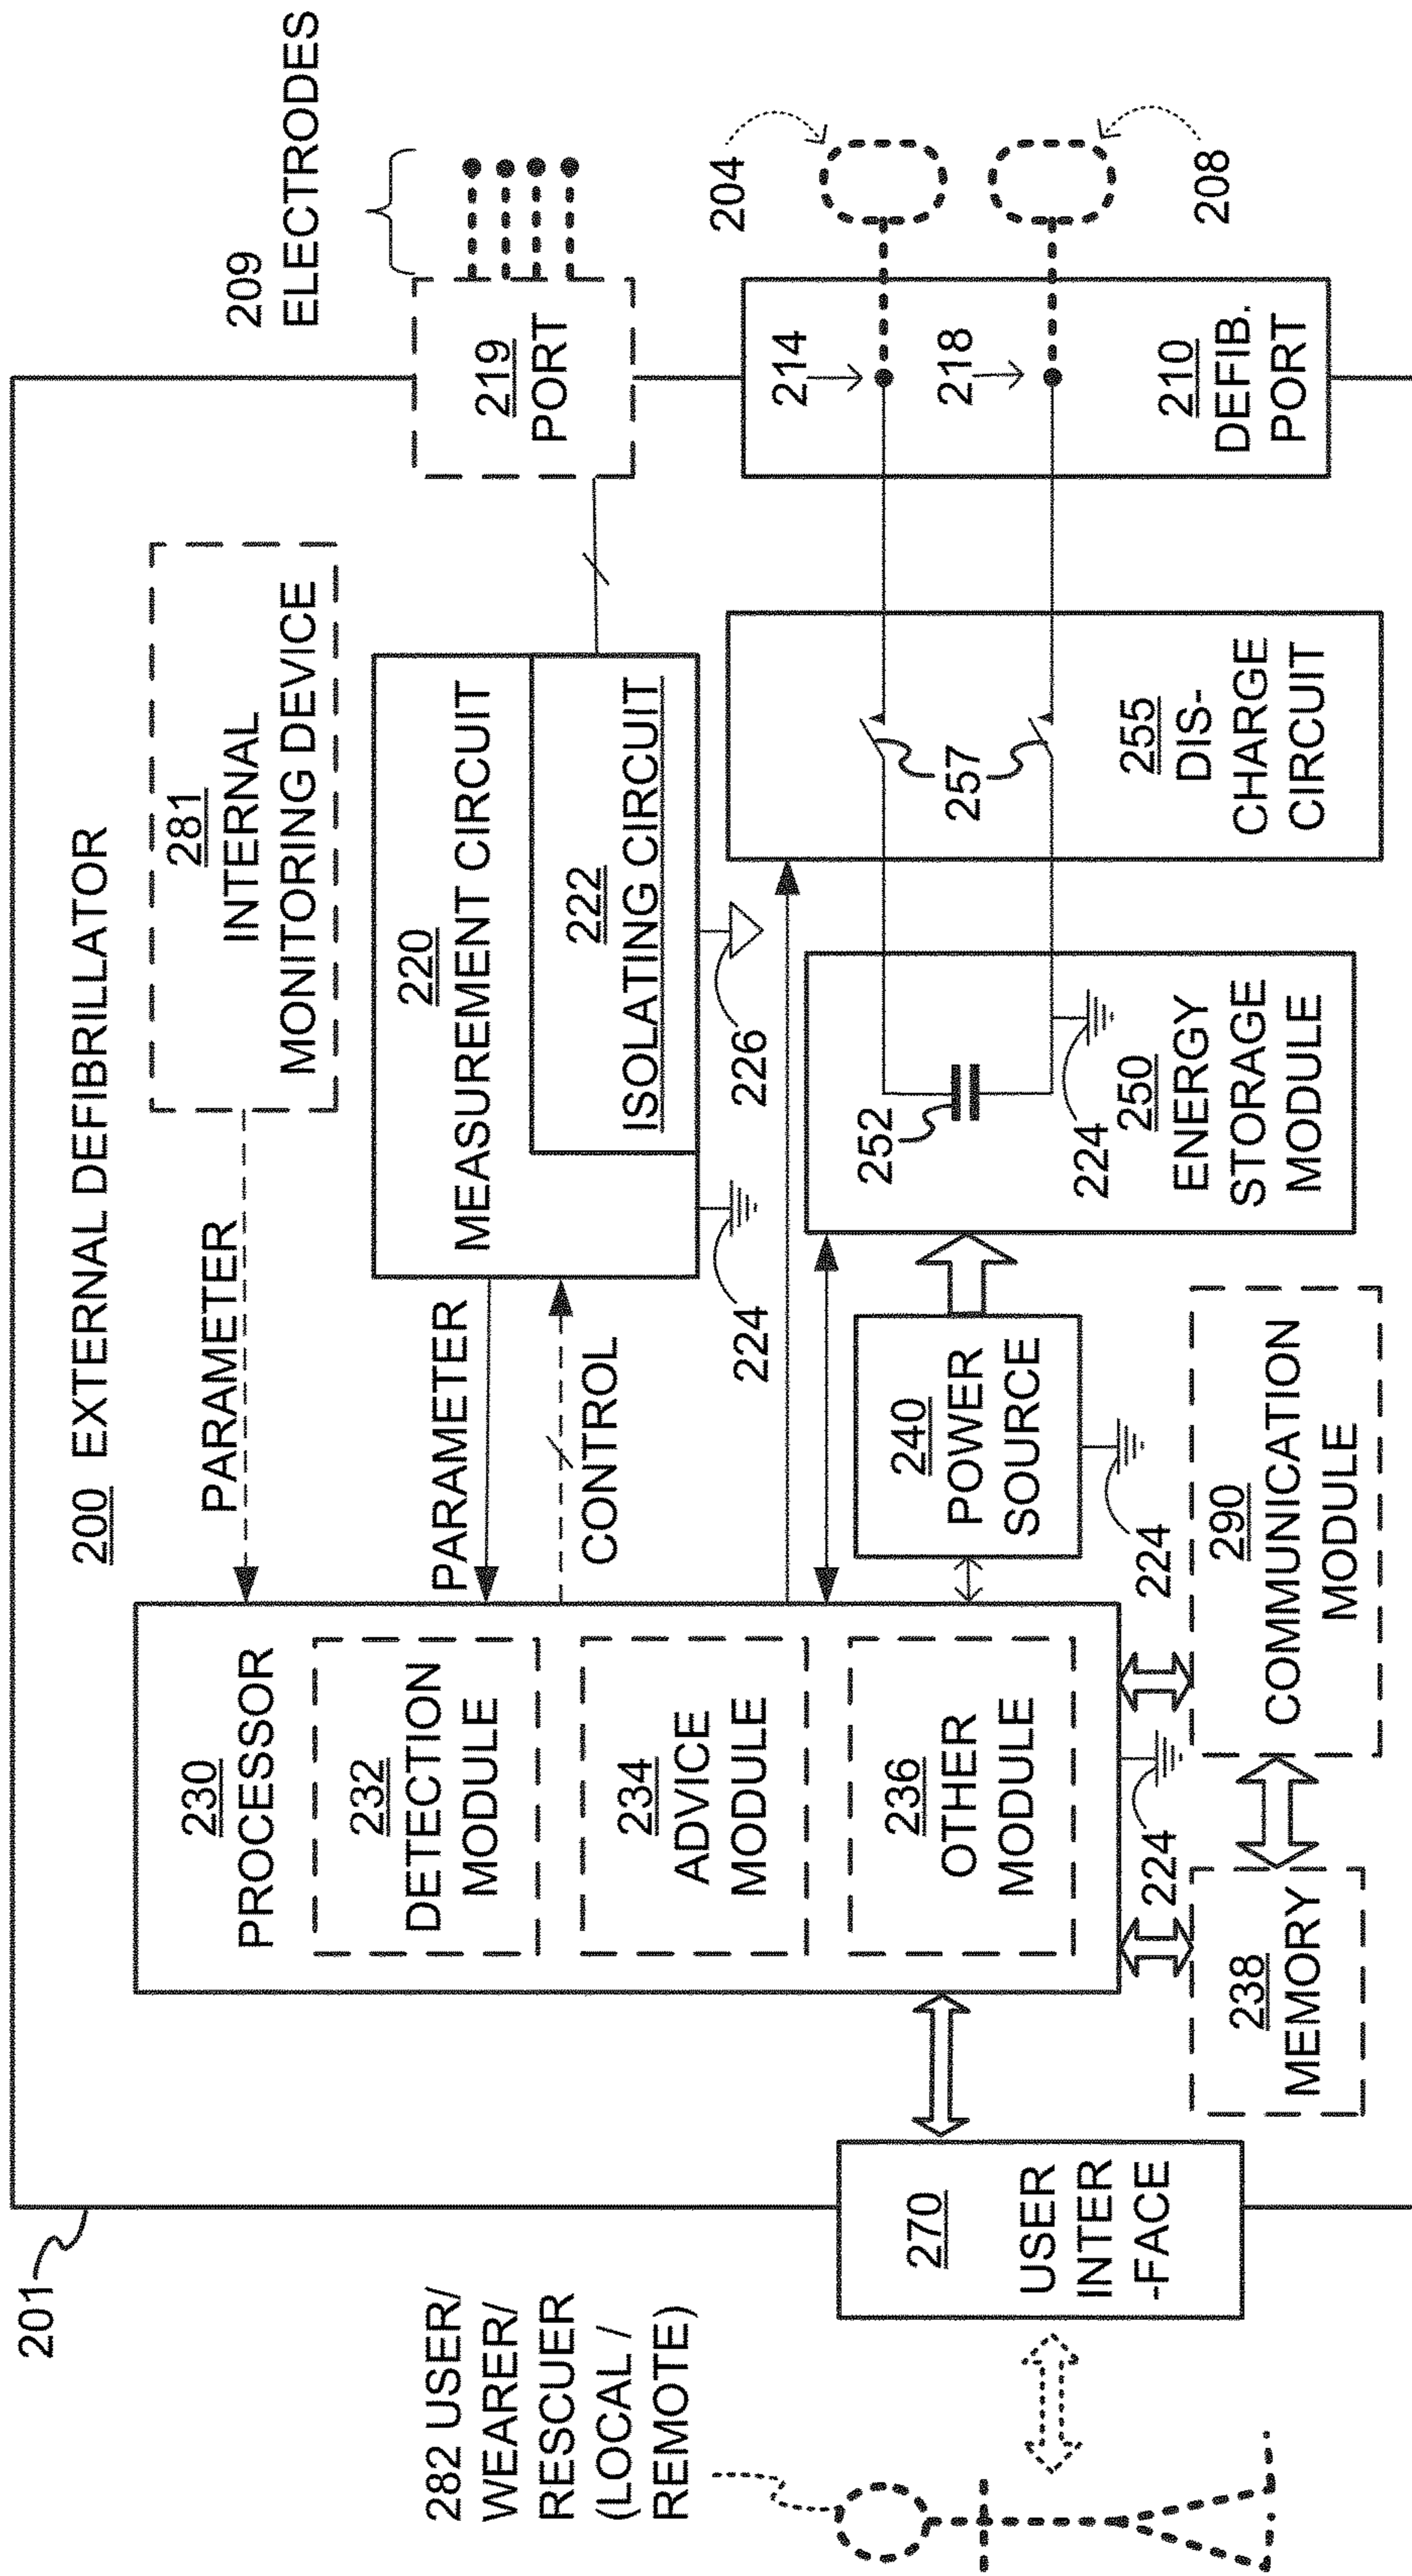 201
200 EXTERNAL DEFIBRILLATOR
209
ELECTRODES
282 USER/
WEARER/
RESCUER
(LOCAL /
REMOTE)
270
USER
INTER
-FACE
230
PROCESSOR
232
DETECTION
MODULE
234
ADVICE
MODULE
236
OTHER
MODULE
PARAMETER
281
INTERNAL
MONITORING DEVICE
PARAMETER
CONTROL
220
MEASUREMENT CIRCUIT
222
ISOLATING CIRCUIT
224
226
219
PORT
204
208
214
218
210
DEFIB.
PORT
257
255
DIS-
CHARGE
CIRCUIT
252
224
250
ENERGY
STORAGE
MODULE
240
POWER
SOURCE
224
224
238
MEMORY
290
COMMUNICATION
MODULE